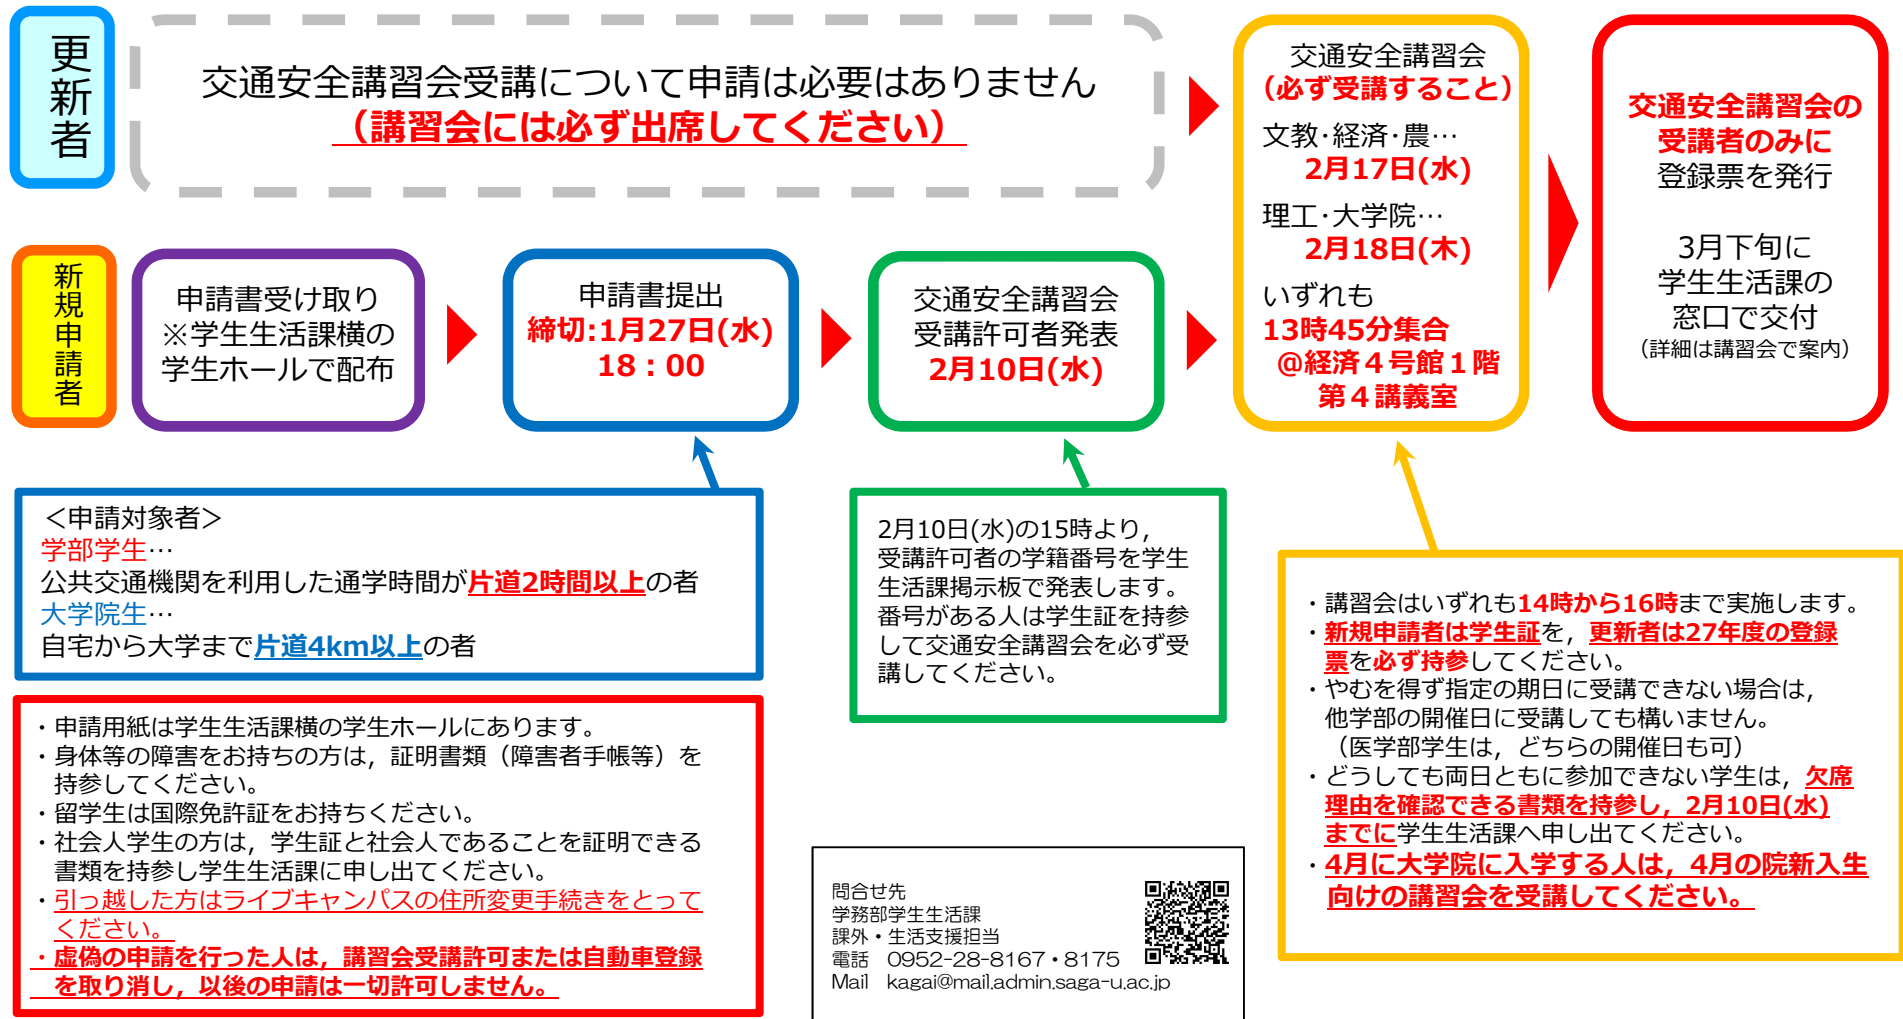 更新者
交通安全講習会受講について申請は必要はありません
（講習会には必ず出席してください）
交通安全講習会
（必ず受講すること）
文教・経済・農…
2月17日(水)
理工・大学院…
2月18日(木)
いずれも
13時45分集合
@経済４号館１階
第４講義室
交通安全講習会の
受講者のみに
登録票を発行
3月下旬に
学生生活課の
窓口で交付
（詳細は講習会で案内）
新規申請者
申請書受け取り
※学生生活課横の
学生ホールで配布
申請書提出
締切:1月27日(水)
18：00
交通安全講習会
受講許可者発表
2月10日(水)
＜申請対象者＞
学部学生…
公共交通機関を利用した通学時間が片道2時間以上の者
大学院生…
自宅から大学まで片道4km以上の者
・申請用紙は学生生活課横の学生ホールにあります。
・身体等の障害をお持ちの方は，証明書類（障害者手帳等）を
持参してください。
・留学生は国際免許証をお持ちください。
・社会人学生の方は，学生証と社会人であることを証明できる
書類を持参し学生生活課に申し出てください。
・引っ越した方はライブキャンパスの住所変更手続きをとって
ください。
・虚偽の申請を行った人は，講習会受講許可または自動車登録
を取り消し，以後の申請は一切許可しません。
2月10日(水)の15時より，
受講許可者の学籍番号を学生
生活課掲示板で発表します。
番号がある人は学生証を持参
して交通安全講習会を必ず受
講してください。
問合せ先
学務部学生生活課
課外・生活支援担当
電話　0952-28-8167・8175
Mail　kagai@mail.admin.saga-u.ac.jp
・講習会はいずれも14時から16時まで実施します。
・新規申請者は学生証を，更新者は27年度の登録
票を必ず持参してください。
・やむを得ず指定の期日に受講できない場合は，
他学部の開催日に受講しても構いません。
（医学部学生は，どちらの開催日も可）
・どうしても両日ともに参加できない学生は，欠席
理由を確認できる書類を持参し，2月10日(水)
までに学生生活課へ申し出てください。
・4月に大学院に入学する人は，4月の院新入生
向けの講習会を受講してください。